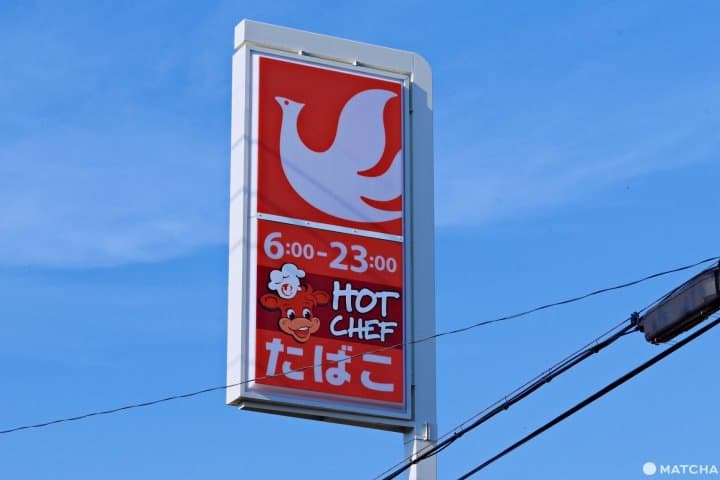 6:00-23:00
HOT
CHEF
たばこ
MATCHA